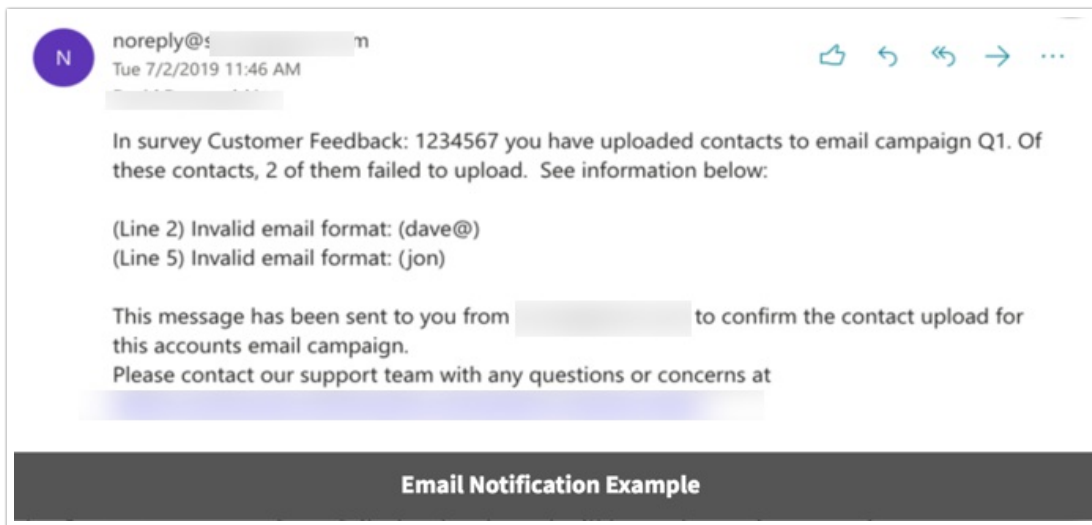 N
noreply@s m
Tue 7/2/2019 11:46 AM
In survey Customer Feedback: 1234567 you have uploaded contacts to email campaign Q1. Of
these contacts, 2 of them failed to upload.  See information below:
(Line 2) Invalid email format: (dave@)
(Line 5) Invalid email format: (jon)
This message has been sent to you from to confirm the contact upload for
this accounts email campaign.
Please contact our support team with any questions or concerns at
Email Notification Example